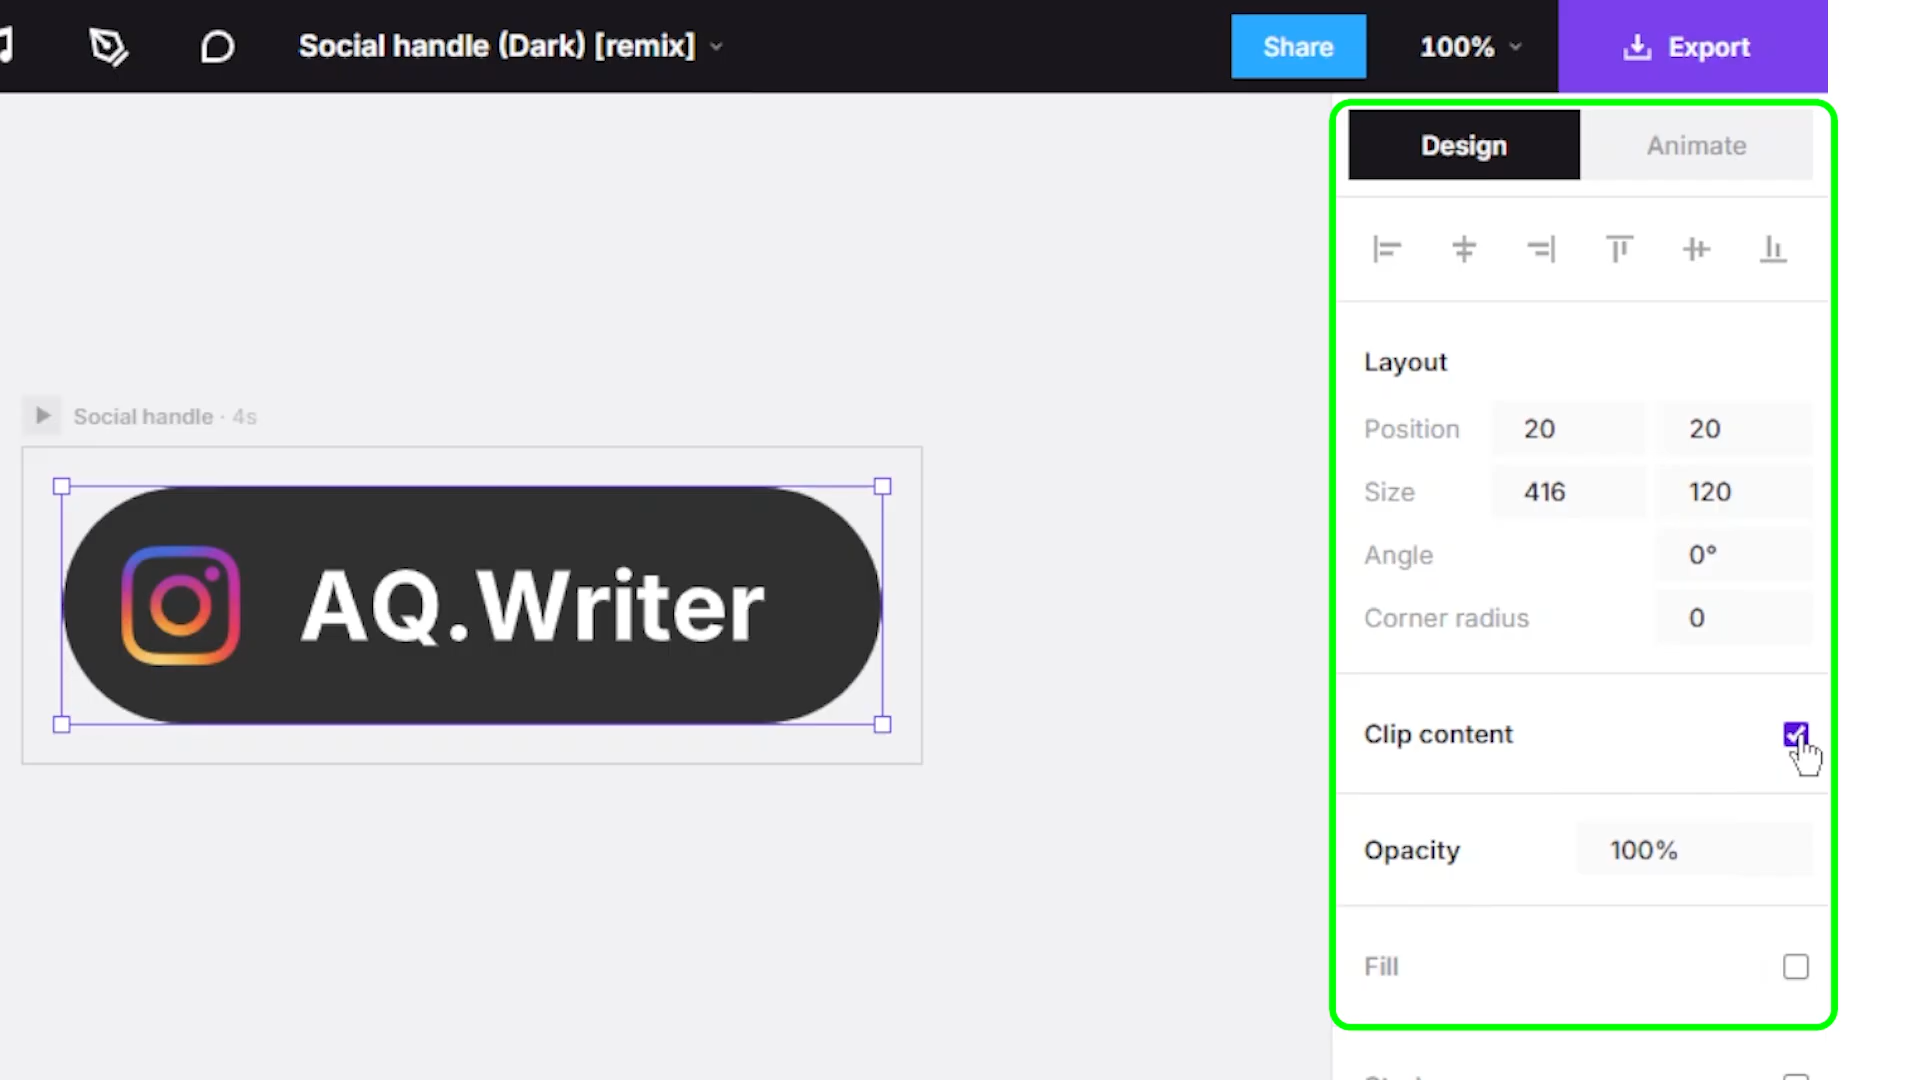 Social handle (Dark) [remix]
Share
100%
Export
Design
Animate
Layout
Social handle · 4s
Position 20 20
Size 416 120
Angle 0°
AQ.Writer
Corner radius 0
Clip content
Opacity 100%
Fill